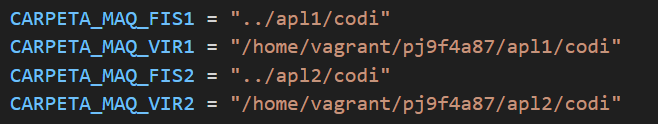 CARPETA_MAQ_FIS1 = "../apl1/codi"
CARPETA_MAQ_VIR1 = "/home/vagrant/pj9f4a87/apl1/codi"
CARPETA_MAQ_FIS2 = "../apl2/codi"
CARPETA_MAQ_VIR2 = "/home/vagrant/pj9f4a87/apl2/codi"